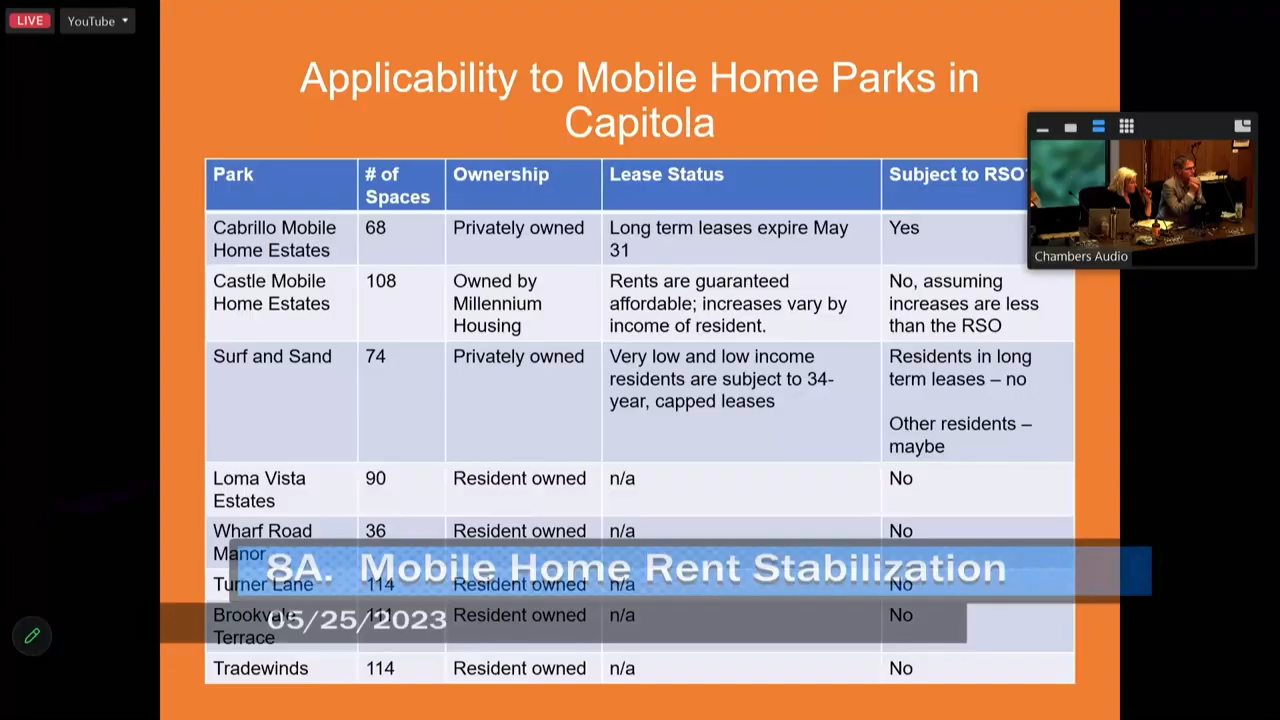 LIVE
YouTube
Applicability to Mobile Home Parks in
Capitola
Park
# of
Spaces
Ownership
Lease Status
Subject to RSO
Cabrillo Mobile
Home Estates
68
Privately owned
Long term leases expire May
31
Yes
Chambers Audio
Castle Mobile
Home Estates
108
Owned by
Millennium
Housing
Rents are guaranteed
affordable; increases vary by
income of resident.
No, assuming
increases are less
than the RSO
Surf and Sand
74
Privately owned
Very low and low income
residents are subject to 34-
year, capped leases
Residents in long
term leases – no
Other residents –
maybe
Loma Vista
Estates
90
Resident owned
n/a
No
Wharf Road
Manor
36
Resident owned
n/a
No
8A. Mobile Home Rent Stabilization
Turner Lane
114
Resident owned
n/a
No
05/25/2023
Brookvale
Terrace
111
Resident owned
n/a
No
Tradewinds
114
Resident owned
n/a
No